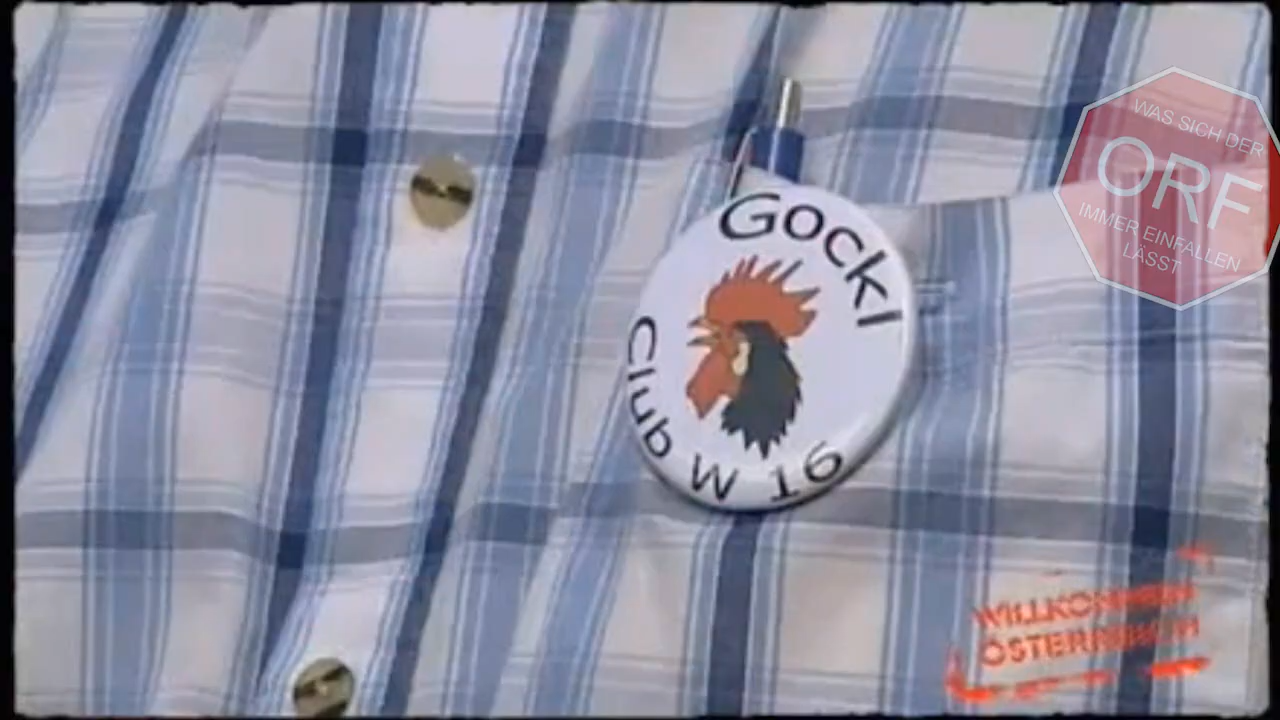 Gockl
Club W 16
WAS SICH DER
ORF
IMMER EINFALLEN
LÄSST
WILLKOMMEN
ÖSTERREICH